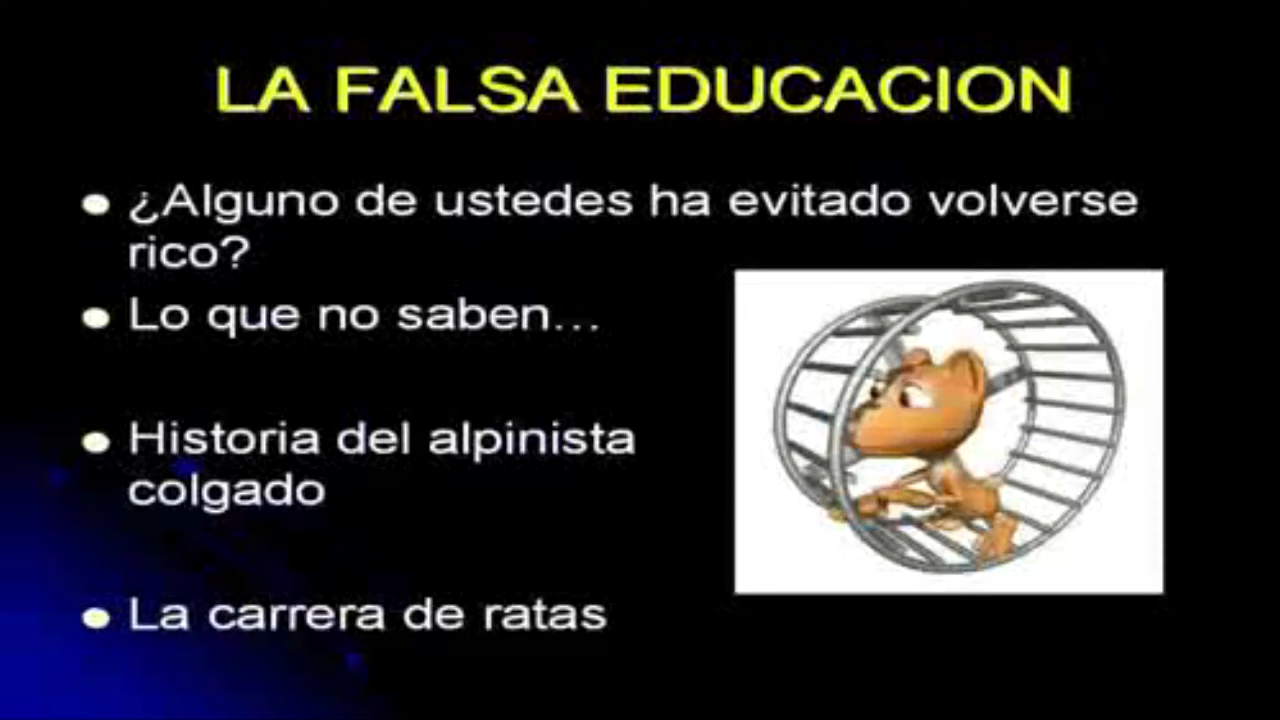 LA FALSA EDUCACION
¿Alguno de ustedes ha evitado volverse
rico?
Lo que no saben...
Historia del alpinista
colgado
La carrera de ratas